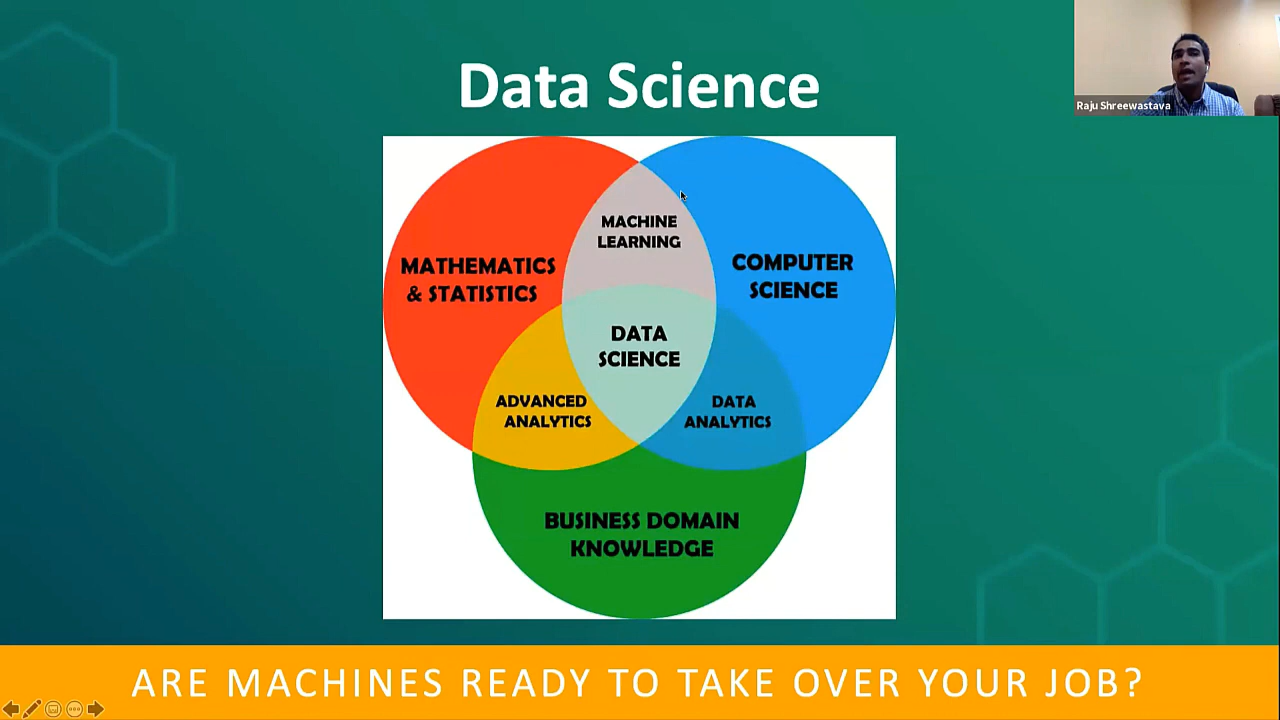 Data Science
Raju Shreewastava
MACHINE
LEARNING
MATHEMATICS
& STATISTICS
COMPUTER
SCIENCE
DATA
SCIENCE
ADVANCED
ANALYTICS
DATA
ANALYTICS
BUSINESS DOMAIN
KNOWLEDGE
ARE MACHINES READY TO TAKE OVER YOUR JOB?